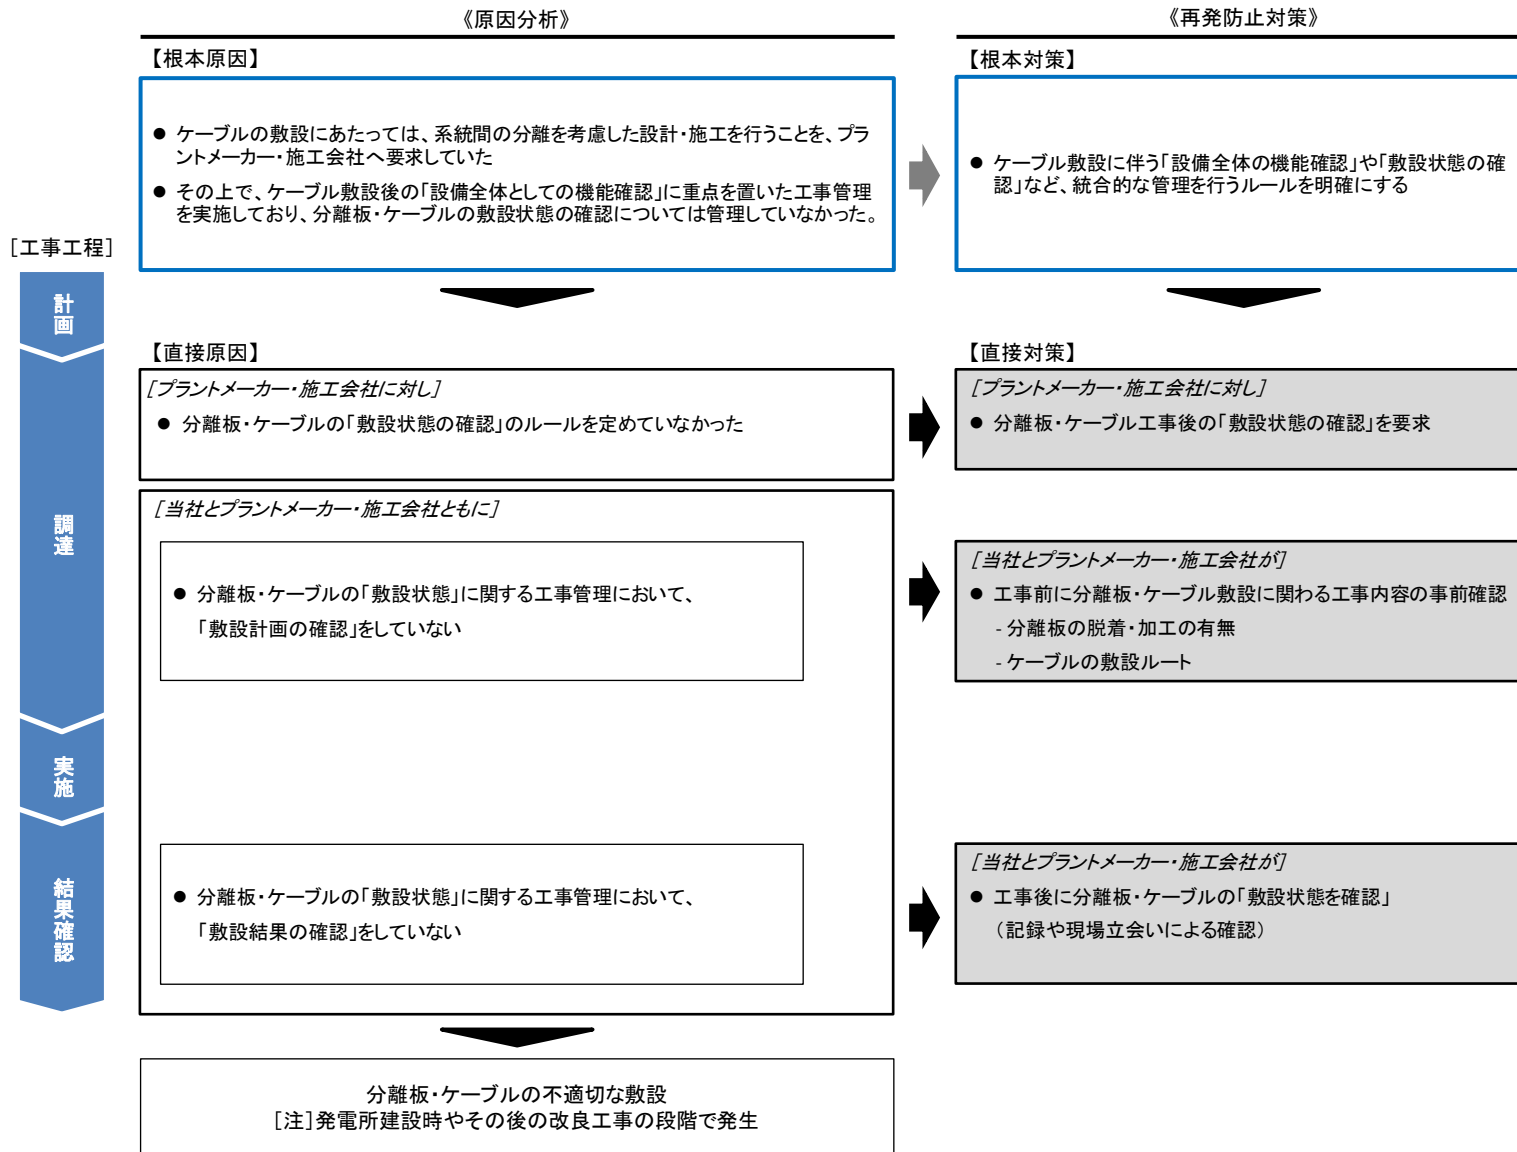 《原因分析》
《再発防止対策》
【根本原因】
【根本対策】
● ケーブルの敷設にあたっては、系統間の分離を考慮した設計・施工を行うことを、プラ
ントメーカー・施工会社へ要求していた
● その上で、ケーブル敷設後の「設備全体としての機能確認」に重点を置いた工事管理
を実施しており、分離板・ケーブルの敷設状態の確認については管理していなかった。
● ケーブル敷設に伴う「設備全体の機能確認」や「敷設状態の確
認」など、統合的な管理を行うルールを明確にする
［工事工程］
計画
調達
実施
結果確認
【直接原因】
【直接対策】
［プラントメーカー・施工会社に対し］
● 分離板・ケーブルの「敷設状態の確認」のルールを定めていなかった
［プラントメーカー・施工会社に対し］
● 分離板・ケーブル工事後の「敷設状態の確認」を要求
［当社とプラントメーカー・施工会社ともに］
● 分離板・ケーブルの「敷設状態」に関する工事管理において、
「敷設計画の確認」をしていない
［当社とプラントメーカー・施工会社が］
● 工事前に分離板・ケーブル敷設に関わる工事内容の事前確認
- 分離板の脱着・加工の有無
- ケーブルの敷設ルート
● 分離板・ケーブルの「敷設状態」に関する工事管理において、
「敷設結果の確認」をしていない
［当社とプラントメーカー・施工会社が］
● 工事後に分離板・ケーブルの「敷設状態を確認」
（記録や現場立会いによる確認）
分離板・ケーブルの不適切な敷設
［注］発電所建設時やその後の改良工事の段階で発生